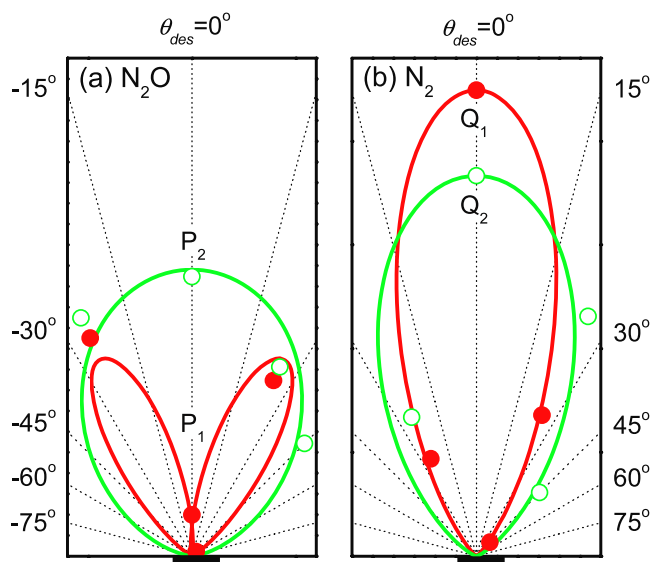 θdes=0° θdes=0°
(a) N₂O (b) N₂
-15° 15°
Q₁
Q₂
P₂
-30° 30°
P₁
-45° 45°
-60° 60°
-75° 75°